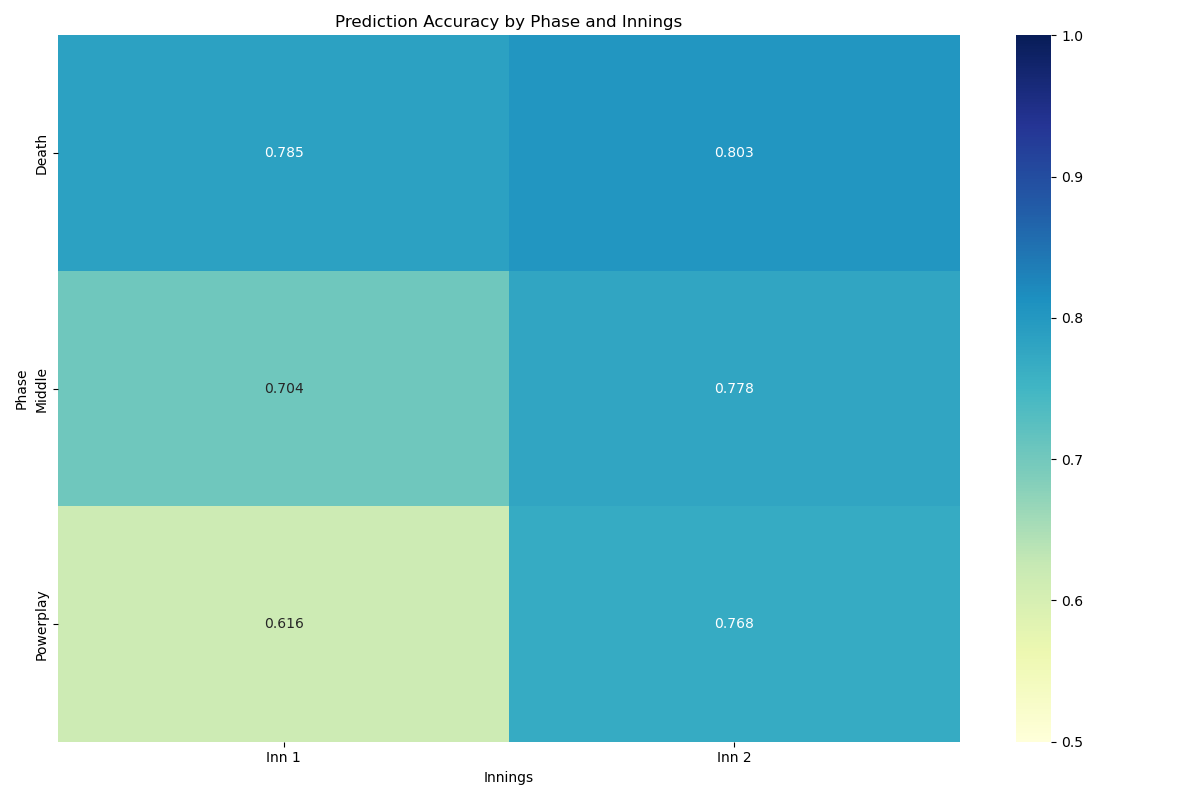 Prediction Accuracy by Phase and Innings
1.0
0.9
0.8
0.7
0.6
0.5
Phase
Death
Middle
Powerplay
0.785
0.803
0.704
0.778
0.616
0.768
Inn 1
Inn 2
Innings